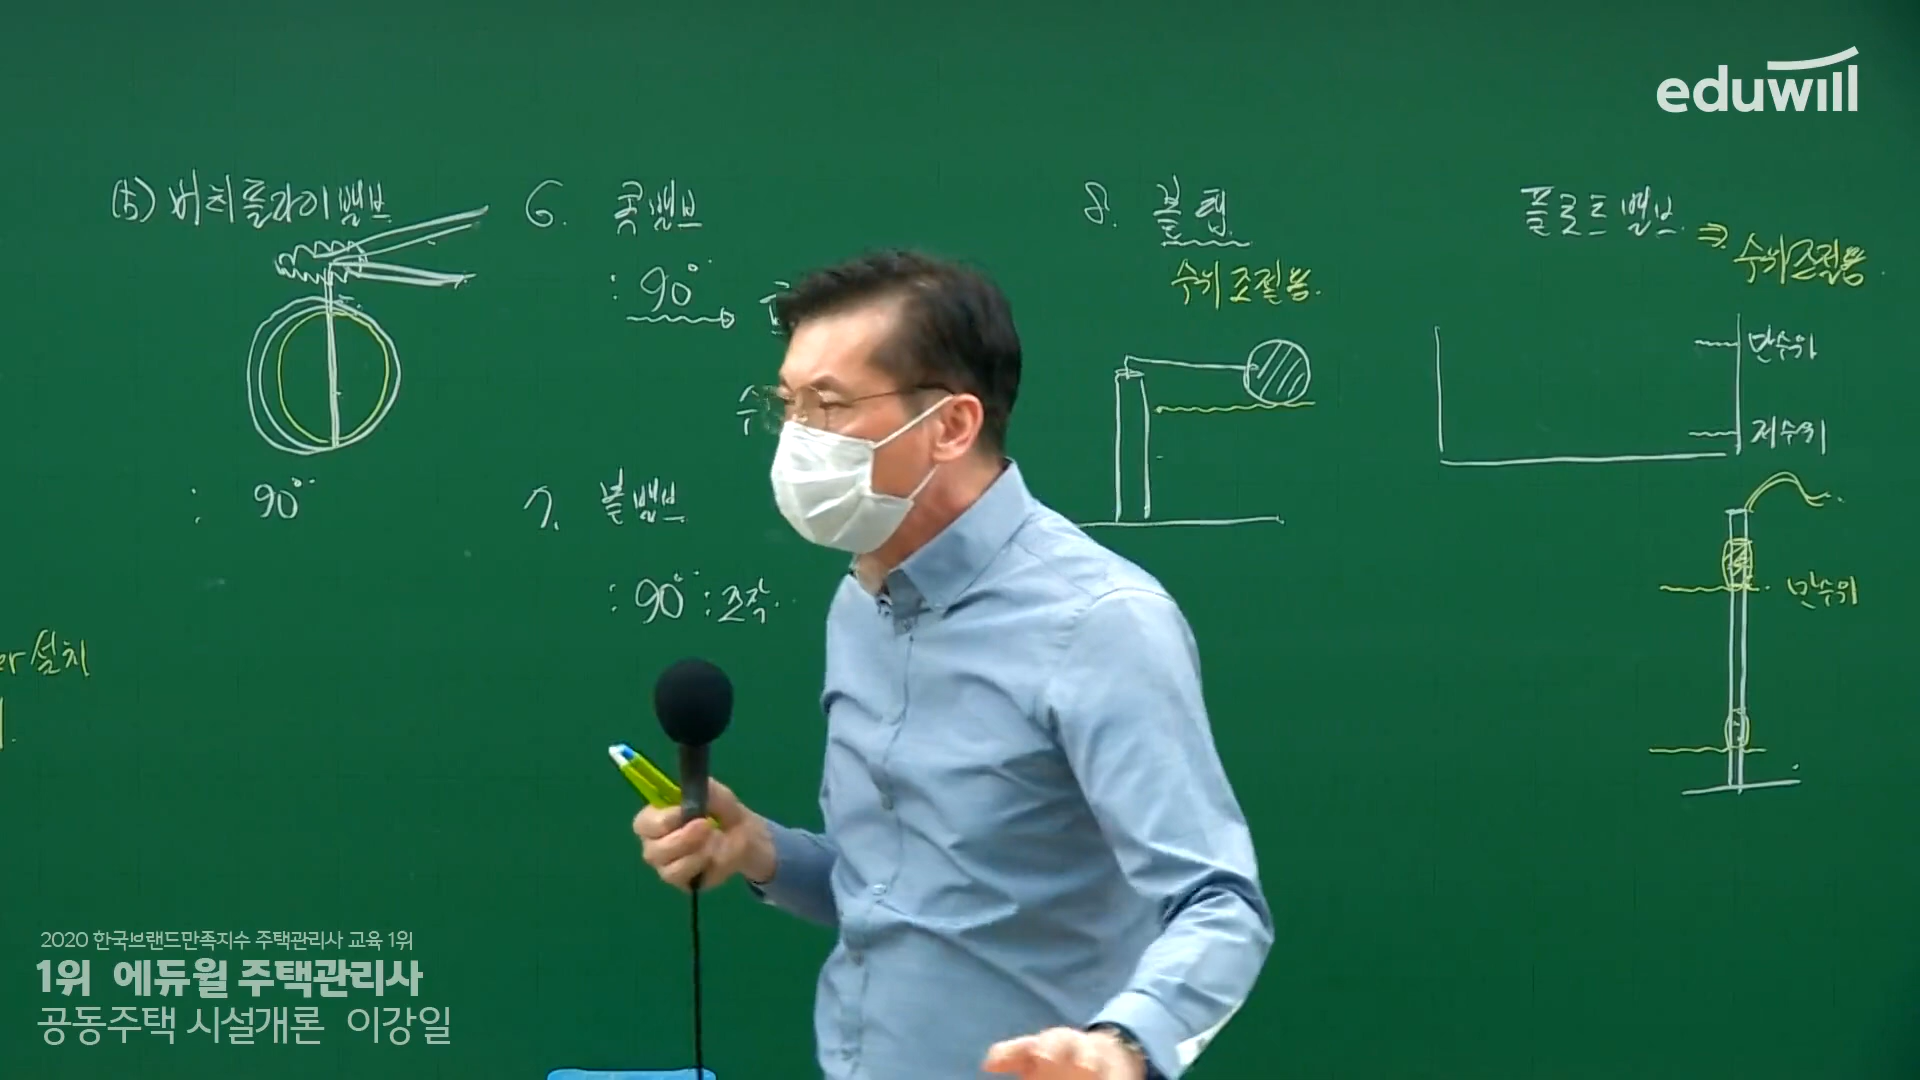 eduwill
(5) 버터플라이밸브
: 90°
6. 콕밸브
: 90°
수
7. 볼밸브
: 90° : 조작.
8. 볼탭
수위조절용.
플로트밸브 ⇒ 수위조절용.
만수위
저수위
만수위
er 설치
2020 한국브랜드만족지수 주택관리사 교육 1위
1위 에듀윌 주택관리사
공동주택 시설개론 이강일